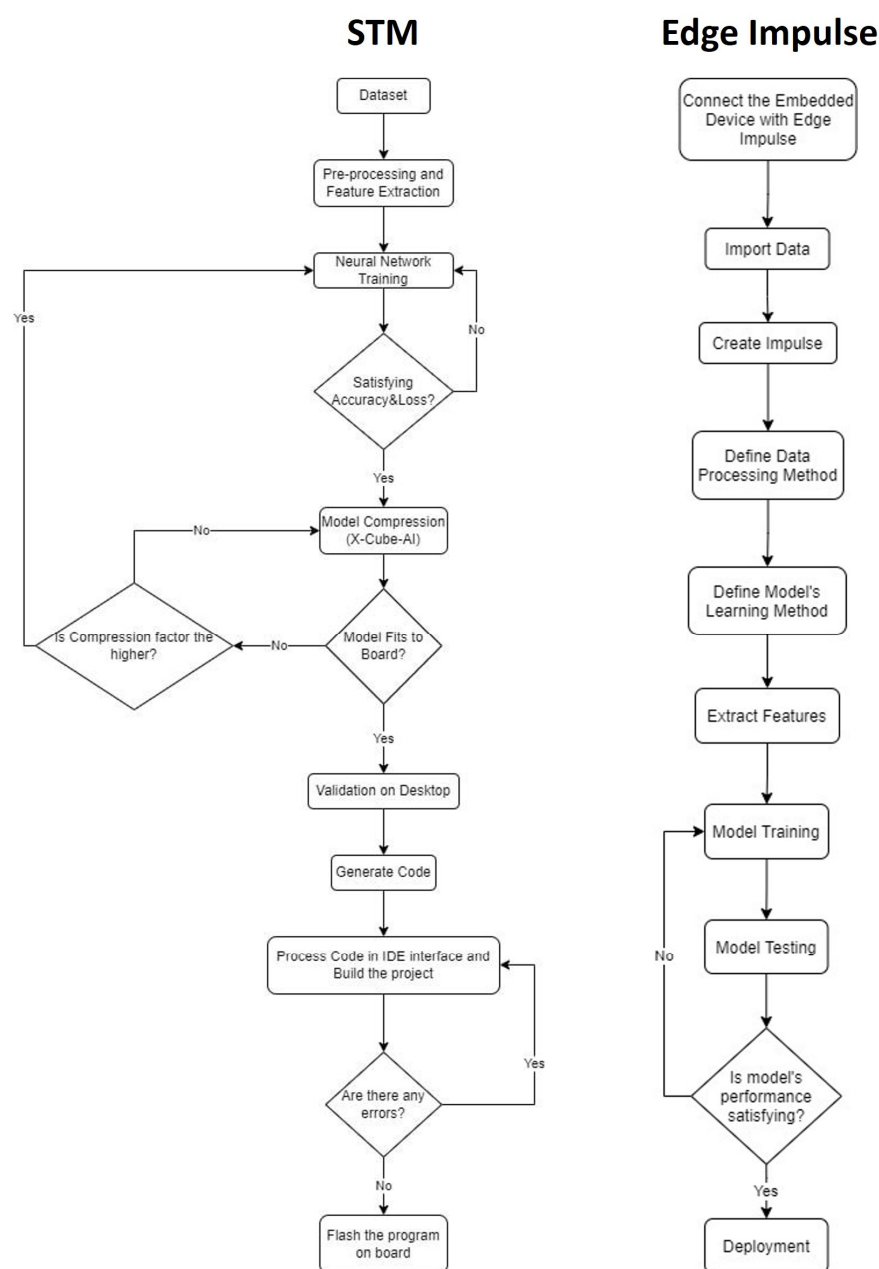 STM
Edge Impulse
Dataset
Pre-processing and
Feature Extraction
Neural Network
Training
Yes
No
Satisfying
Accuracy&Loss?
Yes
Model Compression
(X-Cube-AI)
No
Is Compression factor the
higher?
No
Model Fits to
Board?
Yes
Validation on Desktop
Generate Code
Process Code in IDE interface and
Build the project
Yes
Are there any
errors?
No
Flash the program
on board
Connect the Embedded
Device with Edge
Impulse
Import Data
Create Impulse
Define Data
Processing Method
Define Model's
Learning Method
Extract Features
Model Training
Model Testing
No
Is model's
performance
satisfying?
Yes
Deployment